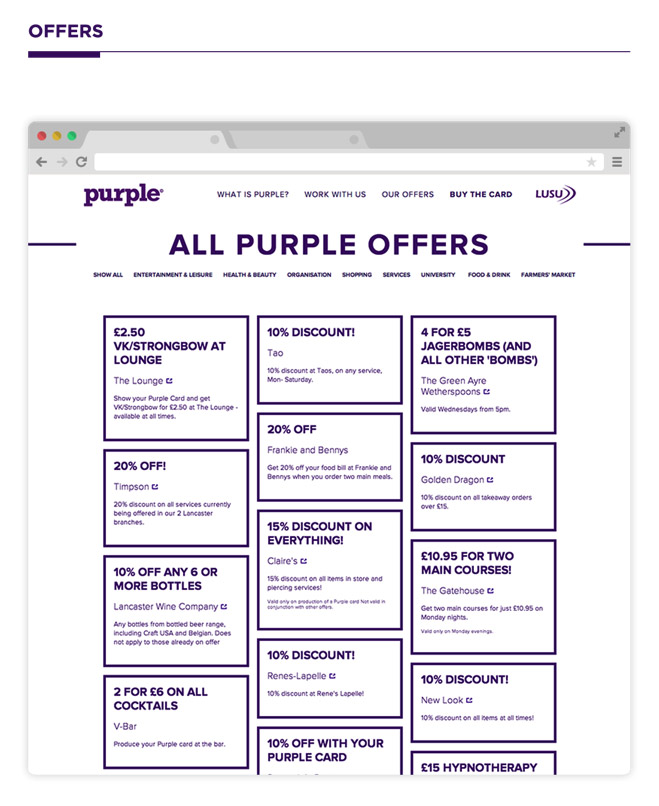 OFFERS
purple
WHAT IS PURPLE? WORK WITH US OUR OFFERS BUY THE CARD LUSU
ALL PURPLE OFFERS
SHOW ALL ENTERTAINMENT & LEISURE HEALTH & BEAUTY ORGANISATION SHOPPING SERVICES UNIVERSITY FOOD & DRINK FARMERS' MARKET
£2.50
VK/STRONGBOW AT
LOUNGE
The Lounge
Show your Purple Card and get
VK/Strongbow for £2.50 at The Lounge -
available at all times.
20% OFF!
Timpson
20% discount on all services currently
being offered in our 2 Lancaster
branches.
10% OFF ANY 6 OR
MORE BOTTLES
Lancaster Wine Company
Any bottles from bottled beer range,
including Craft USA and Belgian. Does
not apply to those already on offer
2 FOR £6 ON ALL
COCKTAILS
V-Bar
Produce your Purple card at the bar.
10% DISCOUNT!
Tao
10% discount at Taos, on any service,
Mon- Saturday.
20% OFF
Frankie and Bennys
Get 20% off your food bill at Frankie and
Bennys when you order two main meals.
15% DISCOUNT ON
EVERYTHING!
Claire's
15% discount on all items in store and
piercing services!
Valid only on production of a Purple card Not valid in
conjunction with other offers.
10% DISCOUNT!
Renes-Lapelle
10% discount at Rene's Lapelle!
10% OFF WITH YOUR
PURPLE CARD
4 FOR £5
JAGERBOMBS (AND
ALL OTHER 'BOMBS')
The Green Ayre
Wetherspoons
Valid Wednesdays from 5pm.
10% DISCOUNT
Golden Dragon
10% discount on all takeaway orders
over £15.
£10.95 FOR TWO
MAIN COURSES!
The Gatehouse
Get two main courses for just £10.95 on
Monday nights.
Valid only on Monday evenings.
10% DISCOUNT!
New Look
10% discount on all items at all times!
£15 HYPNOTHERAPY